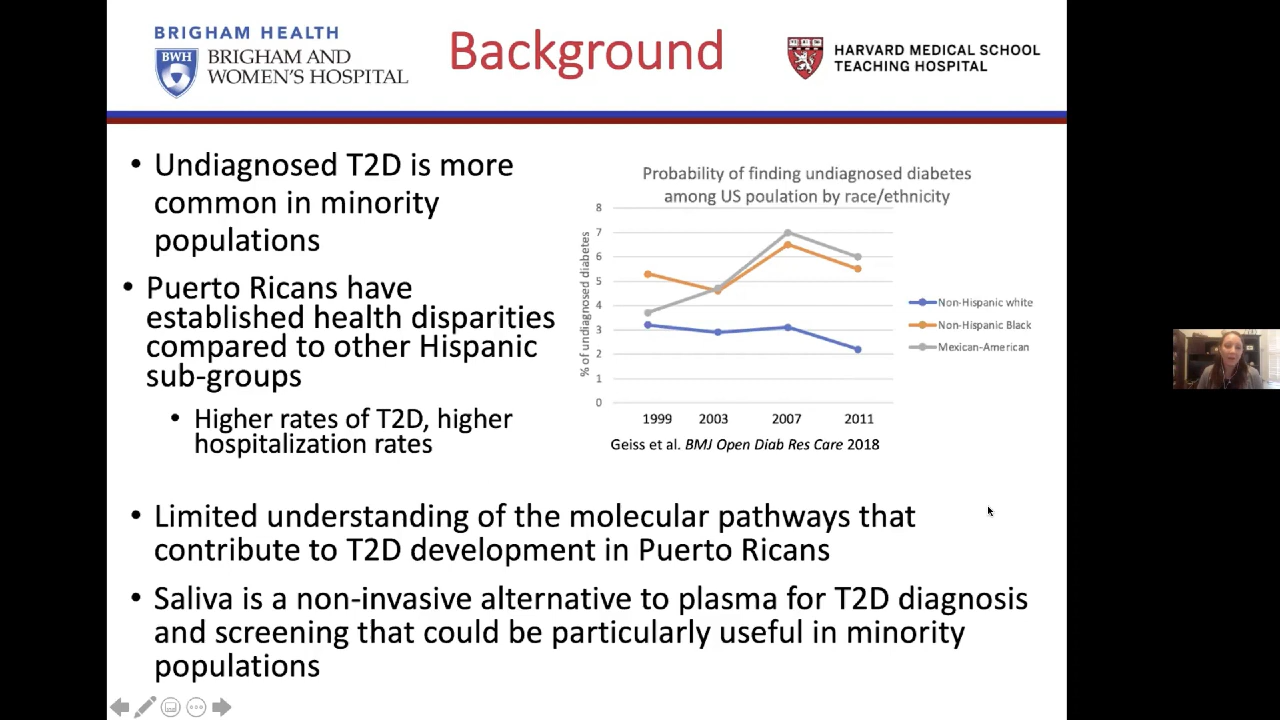 BRIGHAM HEALTH
BWH
BRIGHAM AND
WOMEN'S HOSPITAL
Background
HARVARD MEDICAL SCHOOL
TEACHING HOSPITAL
• Undiagnosed T2D is more
common in minority
populations
• Puerto Ricans have
established health disparities
compared to other Hispanic
sub-groups
• Higher rates of T2D, higher
hospitalization rates
Probability of finding undiagnosed diabetes
among US poulation by race/ethnicity
% of undiagnosed diabetes
8
7
6
5
4
3
2
1
0
1999 2003 2007 2011
Non-Hispanic white
Non-Hispanic Black
Mexican-American
Geiss et al. BMJ Open Diab Res Care 2018
• Limited understanding of the molecular pathways that
contribute to T2D development in Puerto Ricans
• Saliva is a non-invasive alternative to plasma for T2D diagnosis
and screening that could be particularly useful in minority
populations